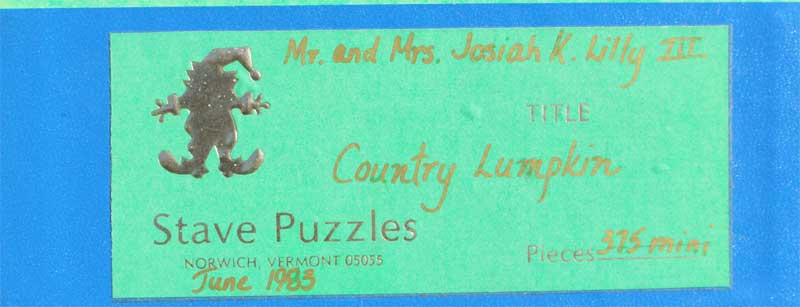 Mr. and Mrs. Josiah K. Lilly III
TITLE
Country Lumpkin
Stave Puzzles
NORWICH, VERMONT 05055
Pieces 375 mini
June 1983